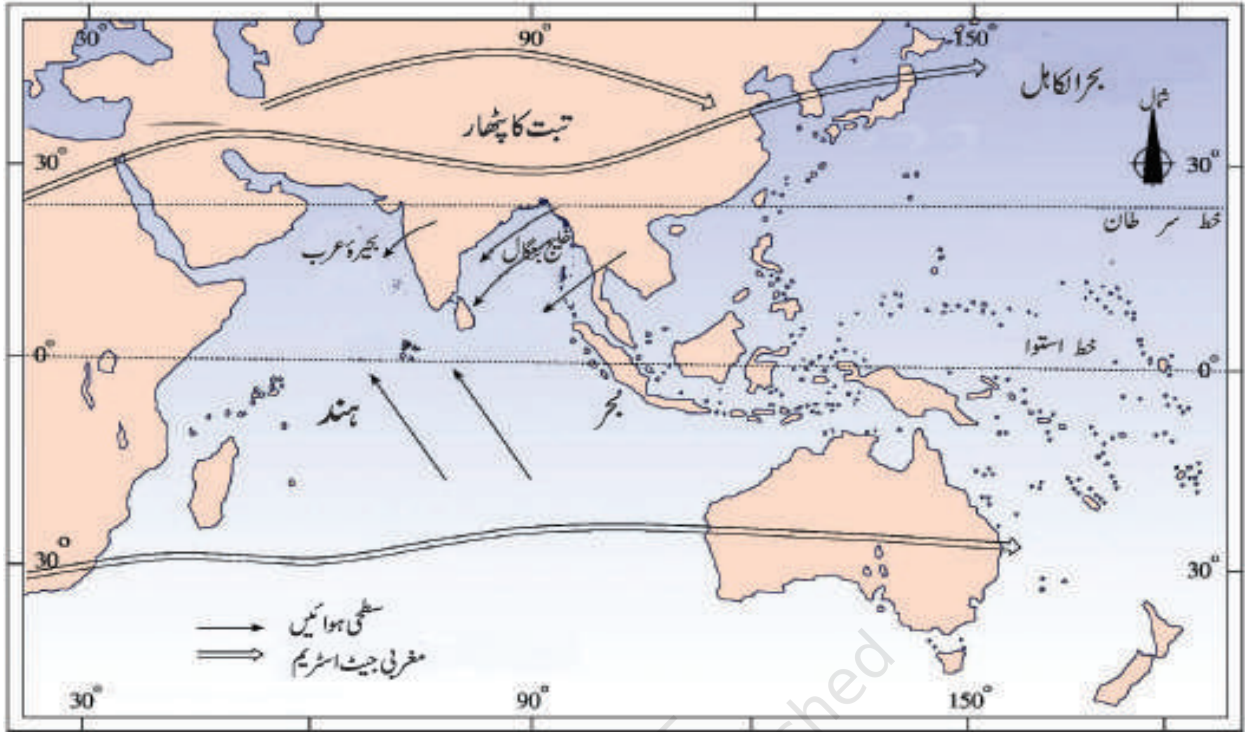 30° 90° 150°
بحرالکاہل
شمال
تبت کا پٹھار
30° 30°
خط سرطان
بحیرۂ عرب خلیج بنگال
خط استوا
0° 0°
ہند بحر
30° 30°
سطحی ہوائیں
مغربی جیٹ اسٹریم
30° 90° 150°